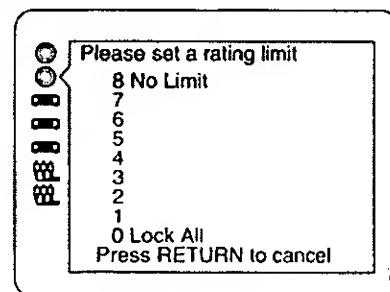 Please set a rating limit
8 No Limit
7
6
5
4
3
2
1
0 Lock All
Press RETURN to cancel